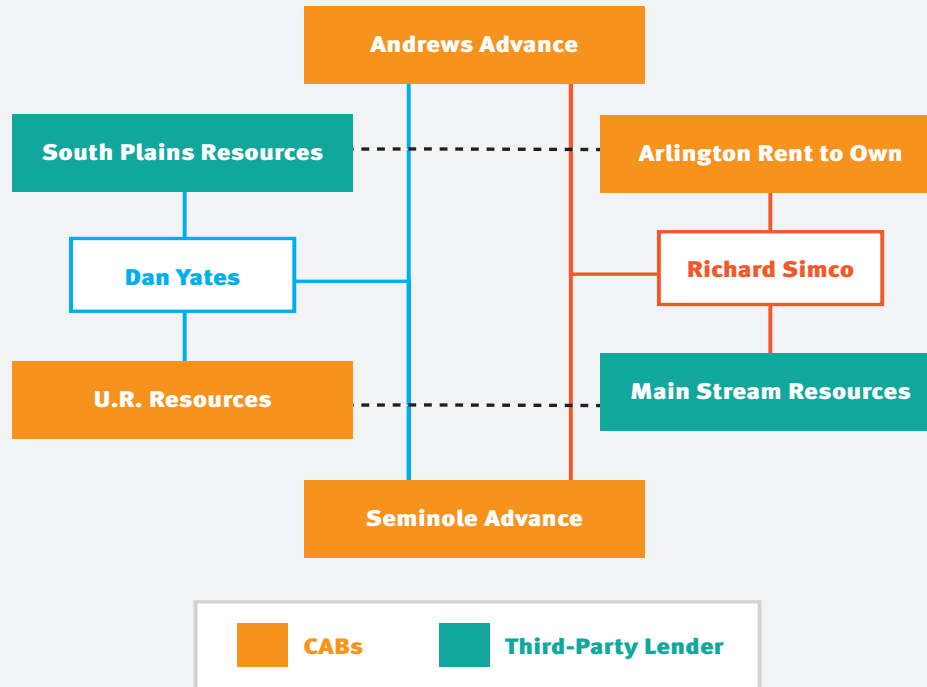 Andrews Advance
South Plains Resources
Arlington Rent to Own
Dan Yates
Richard Simco
U.R. Resources
Main Stream Resources
Seminole Advance
CABs
Third-Party Lender